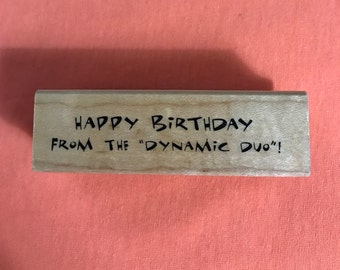 HAPPY BiRTHDAY
FROM THE "DYNAMiC DUO"!